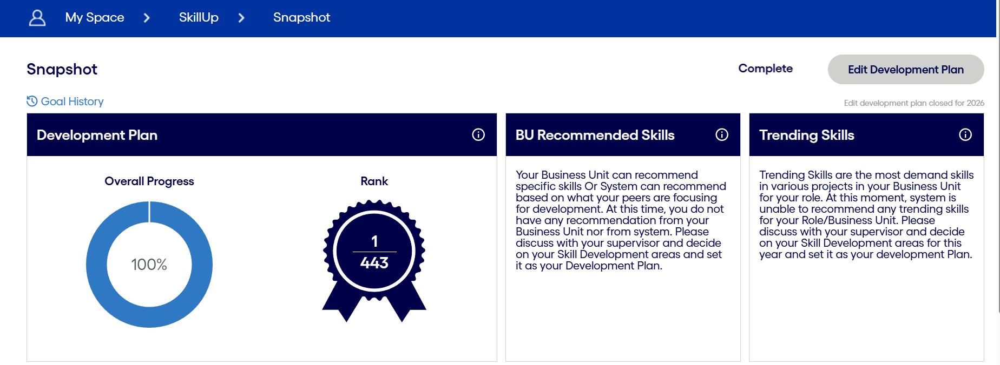 My Space
SkillUp
Snapshot
Snapshot
Complete
Edit Development Plan
Goal History
Edit development plan closed for 2026
Development Plan
Overall Progress
100%
Rank
1
443
BU Recommended Skills
Your Business Unit can recommend
specific skills Or System can recommend
based on what your peers are focusing
for development. At this time, you do not
have any recommendation from your
Business Unit nor from system. Please
discuss with your supervisor and decide
on your Skill Development areas and set
it as your Development Plan.
Trending Skills
Trending Skills are the most demand skills
in various projects in your Business Unit
for your role. At this moment, system is
unable to recommend any trending skills
for your Role/Business Unit. Please
discuss with your supervisor and decide
on your Skill Development areas for this
year and set it as your development Plan.